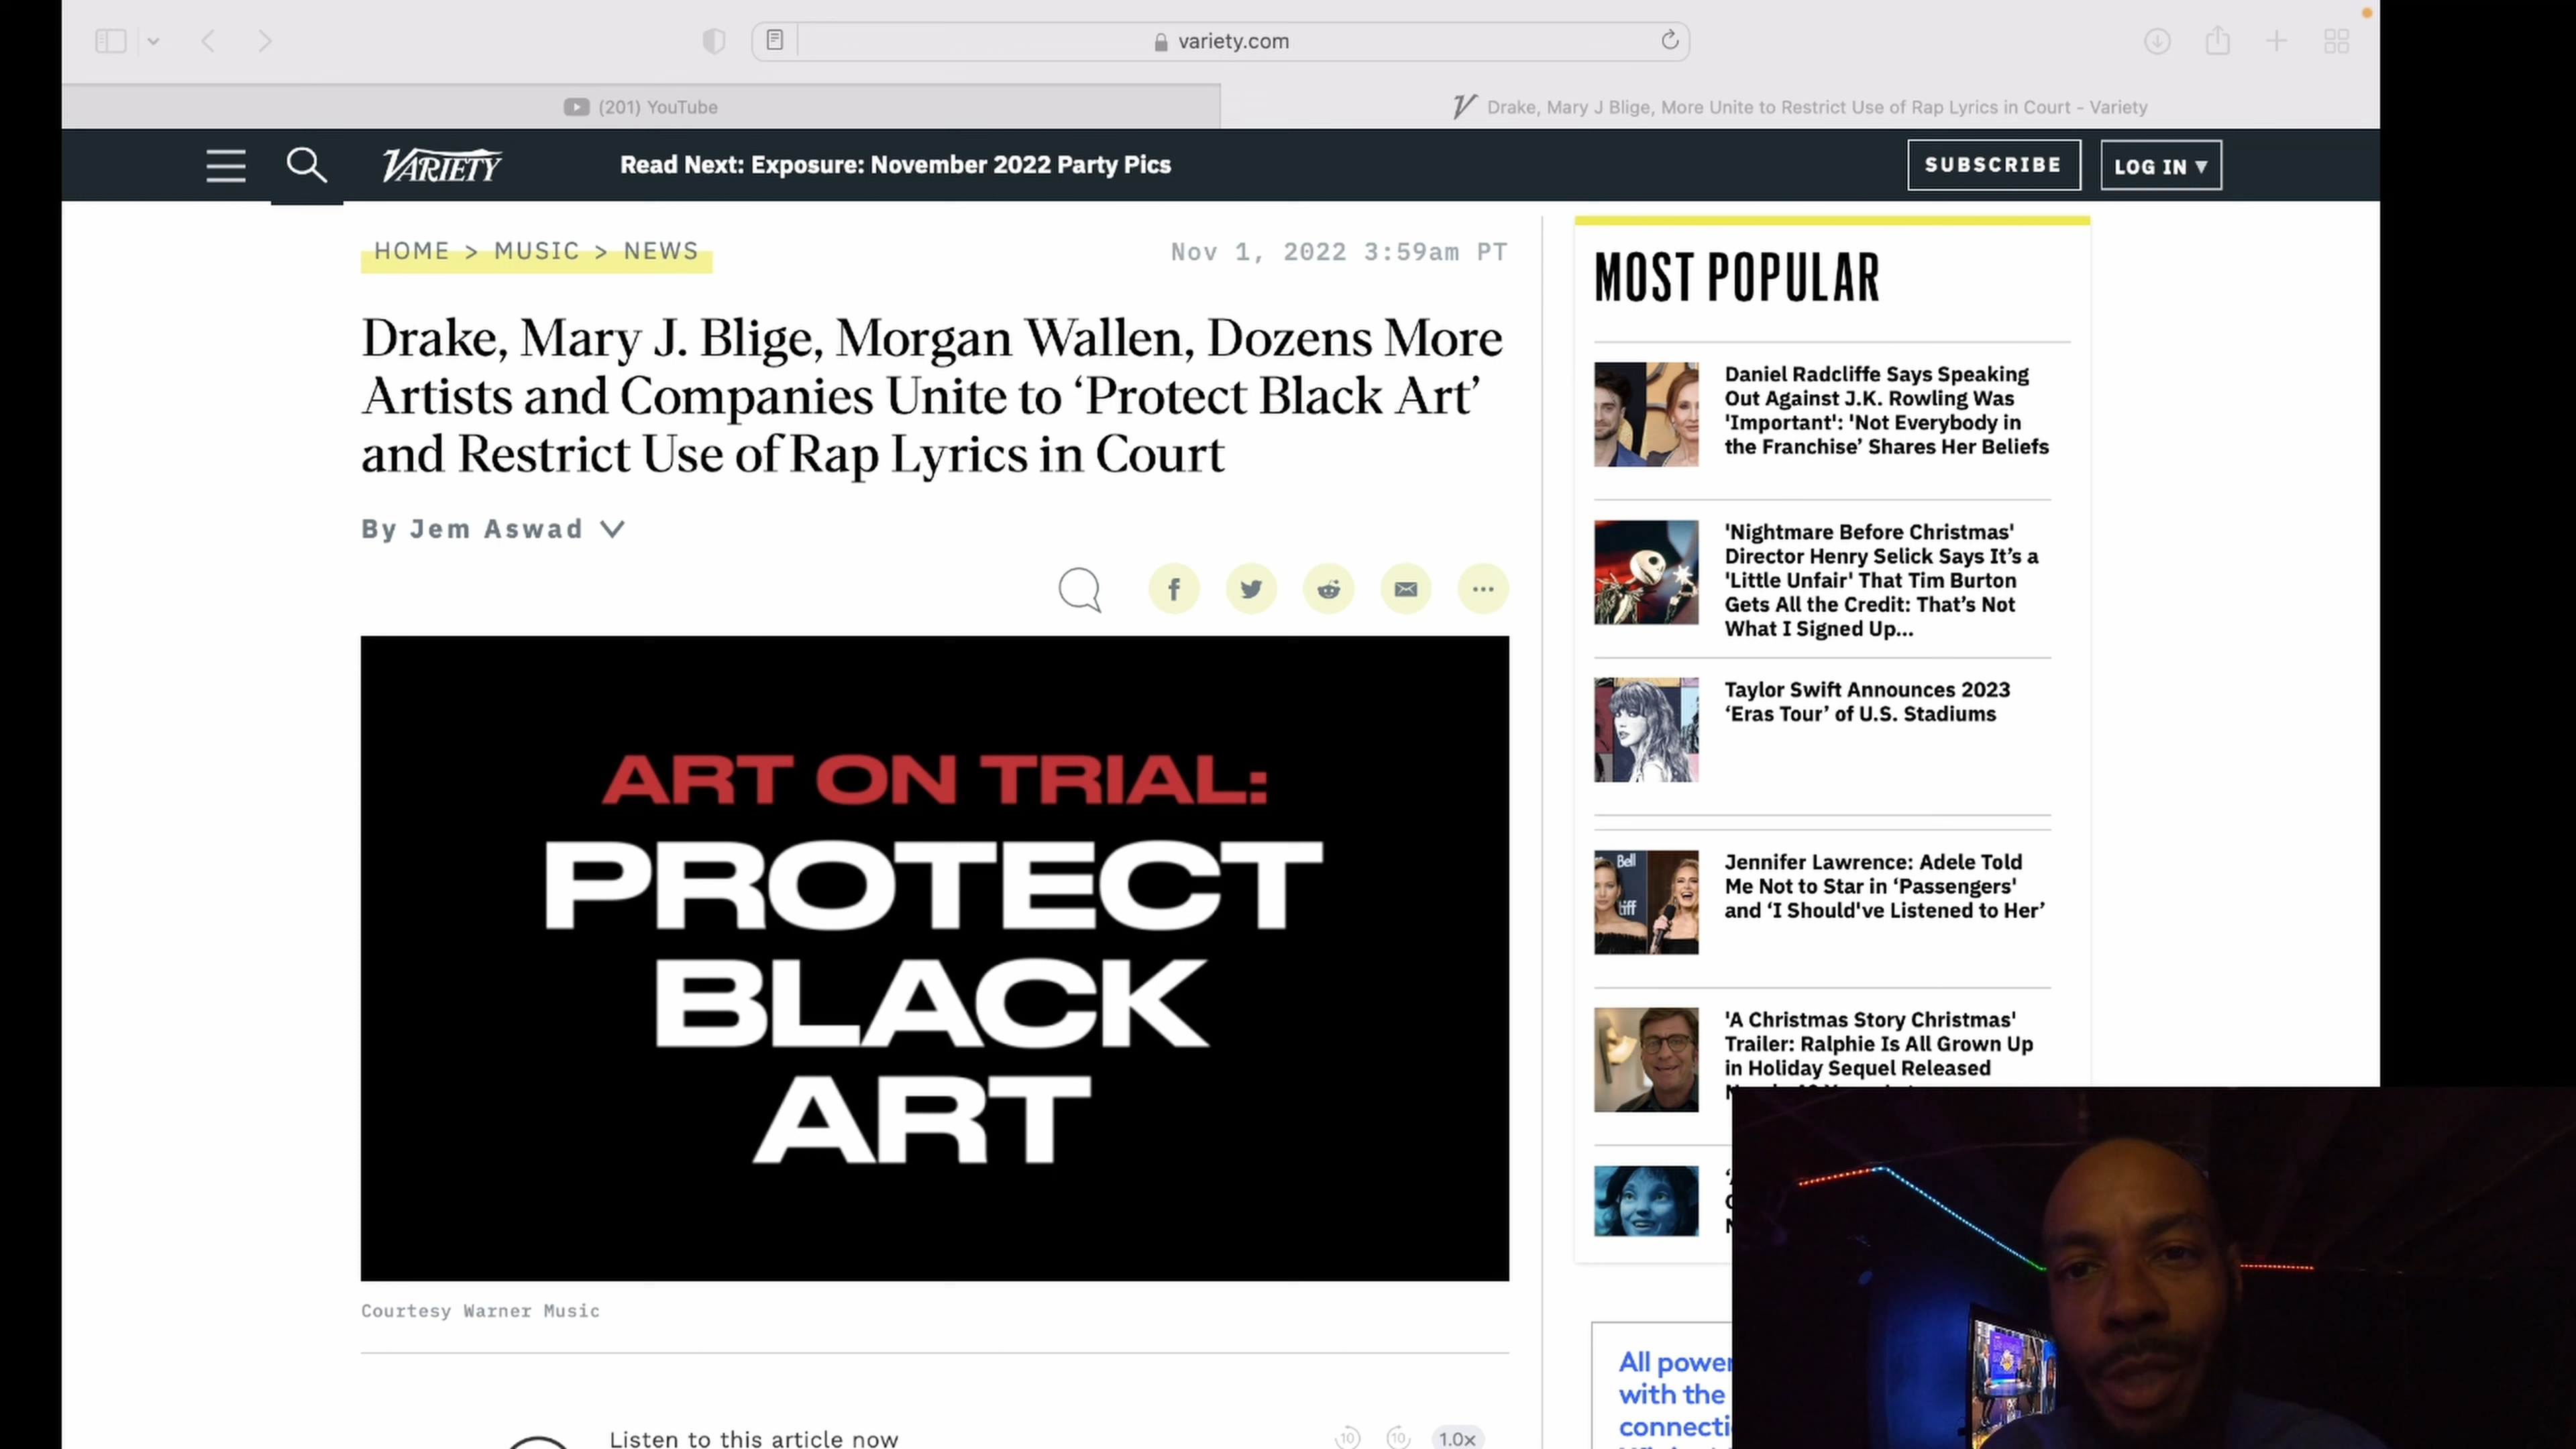 variety.com
(201) YouTube
Drake, Mary J Blige, More Unite to Restrict Use of Rap Lyrics in Court - Variety
VARIETY
Read Next: Exposure: November 2022 Party Pics
SUBSCRIBE
LOG IN ▼
HOME > MUSIC > NEWS
Nov 1, 2022 3:59am PT
Drake, Mary J. Blige, Morgan Wallen, Dozens More
Artists and Companies Unite to ‘Protect Black Art’
and Restrict Use of Rap Lyrics in Court
By Jem Aswad
ART ON TRIAL:
PROTECT
BLACK
ART
Courtesy Warner Music
Listen to this article now
10
10
1.0x
MOST POPULAR
Daniel Radcliffe Says Speaking
Out Against J.K. Rowling Was
'Important': 'Not Everybody in
the Franchise’ Shares Her Beliefs
'Nightmare Before Christmas'
Director Henry Selick Says It’s a
'Little Unfair' That Tim Burton
Gets All the Credit: That’s Not
What I Signed Up...
Taylor Swift Announces 2023
‘Eras Tour’ of U.S. Stadiums
Bell
tiff
Jennifer Lawrence: Adele Told
Me Not to Star in ‘Passengers’
and ‘I Should've Listened to Her’
'A Christmas Story Christmas'
Trailer: Ralphie Is All Grown Up
in Holiday Sequel Released
All power
with the